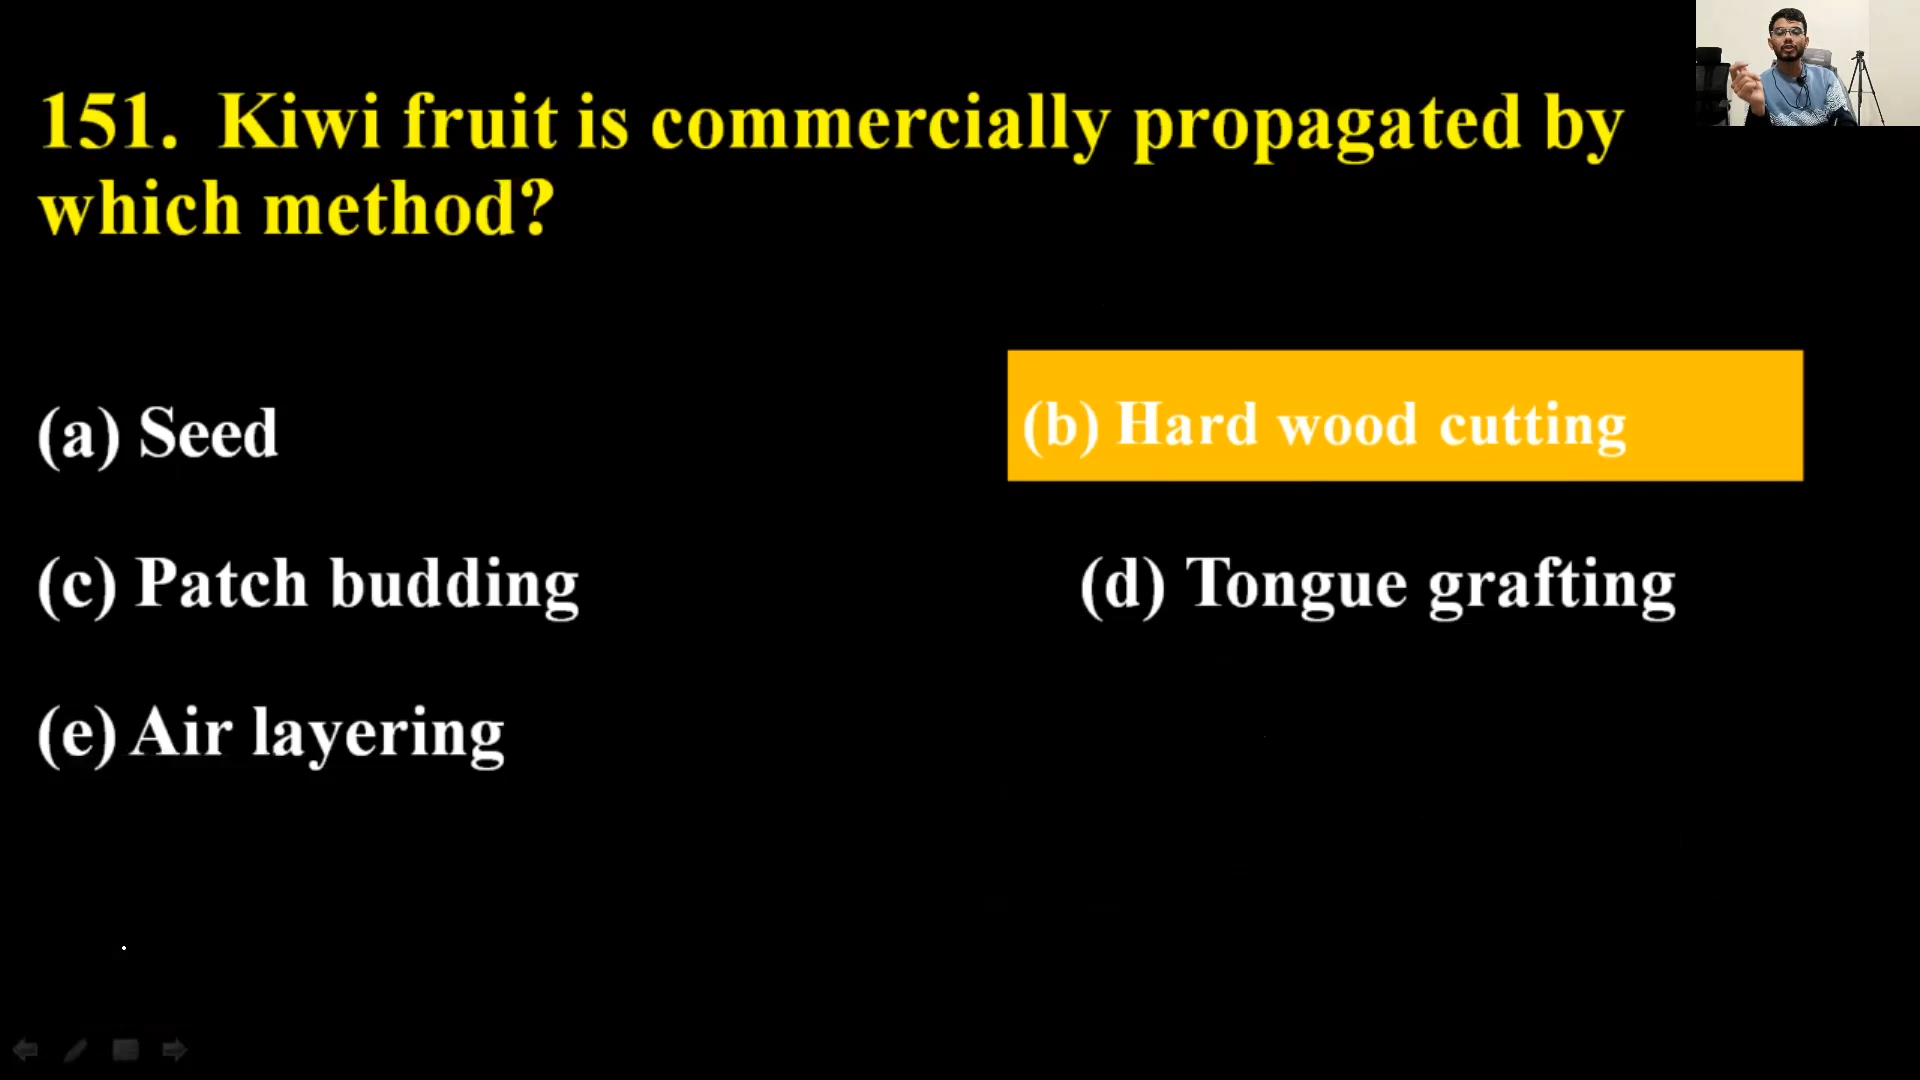 151. Kiwi fruit is commercially propagated by
which method?
(a) Seed
(b) Hard wood cutting
(c) Patch budding
(d) Tongue grafting
(e) Air layering